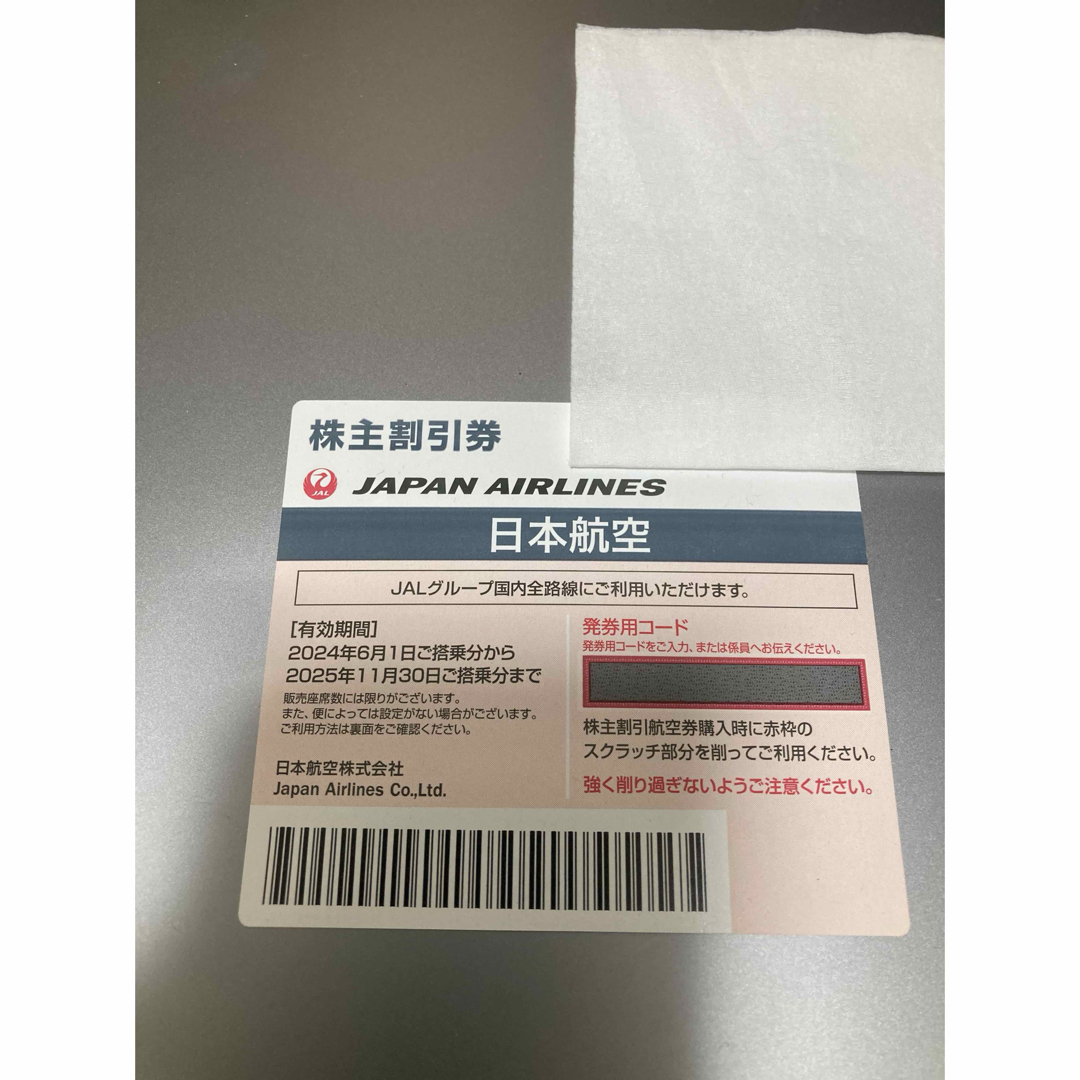 株主割引券
JAL
JAPAN AIRLINES
日本航空
JALグループ国内全路線にご利用いただけます。
[有効期間]
2024年6月1日ご搭乗分から
2025年11月30日ご搭乗分まで
販売座席数には限りがございます。
また、便によっては設定がない場合がございます。
ご利用方法は裏面をご確認ください。
日本航空株式会社
Japan Airlines Co.,Ltd.
発券用コード
発券用コードをご入力、または係員へお伝えください。
株主割引航空券購入時に赤枠の
スクラッチ部分を削ってご利用ください。
強く削り過ぎないようご注意ください。